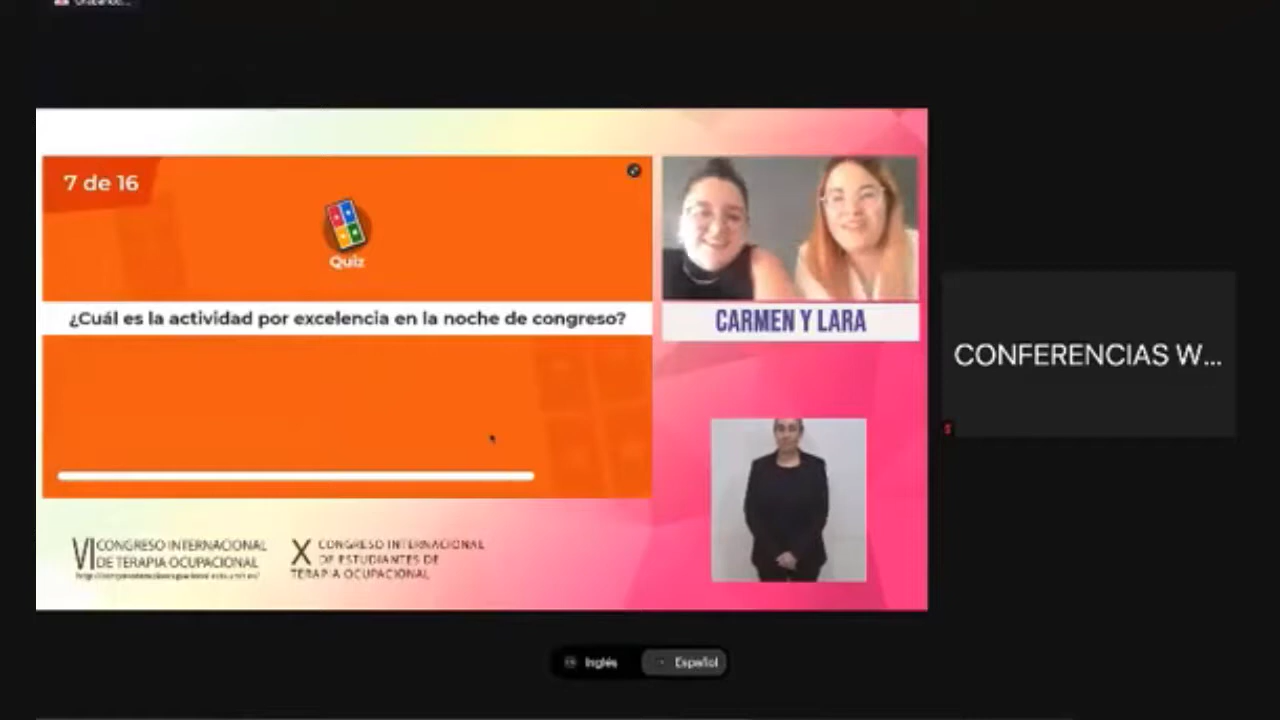 Grabando...
7 de 16
Quiz
¿Cuál es la actividad por excelencia en la noche de congreso?
CARMEN Y LARA
CONFERENCIAS W...
VI CONGRESO INTERNACIONAL
DE TERAPIA OCUPACIONAL
X CONGRESO INTERNACIONAL
DE ESTUDIANTES DE
TERAPIA OCUPACIONAL
Inglés
Español